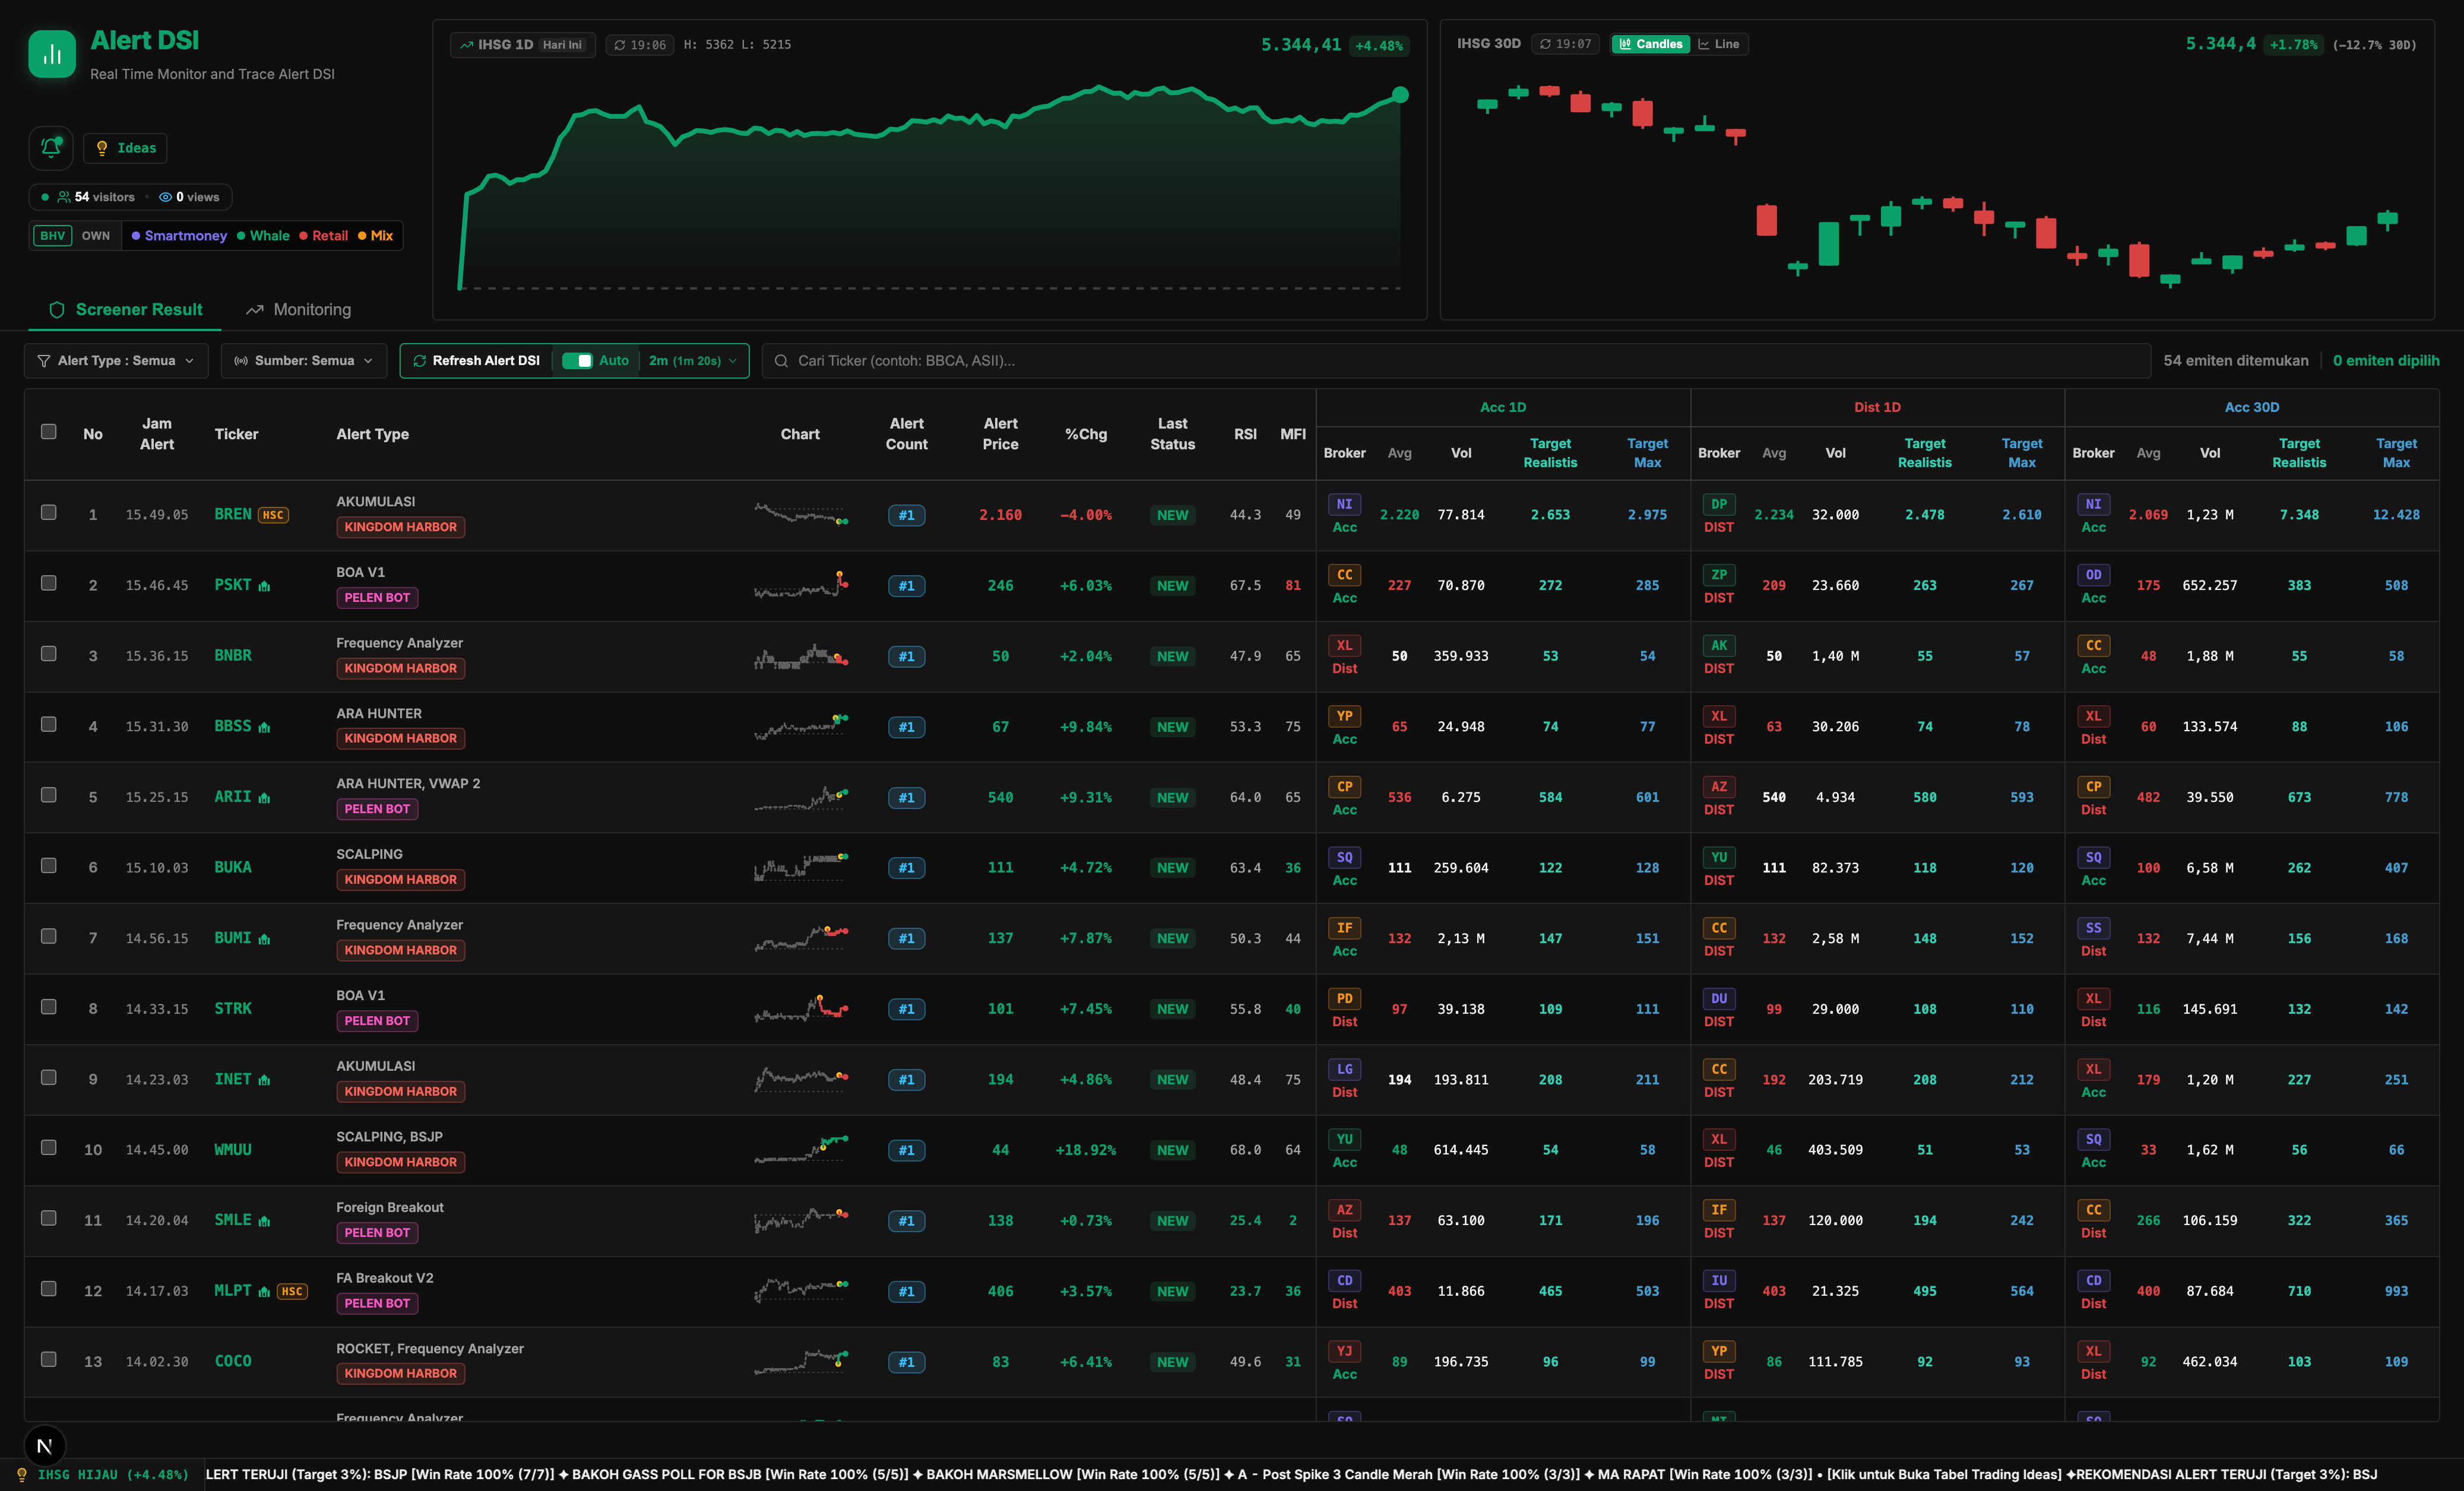 Alert DSI
Real Time Monitor and Trace Alert DSI
Ideas
54 visitors • 0 views
BHV OWN Smartmoney Whale Retail Mix
Screener Result Monitoring
IHSG 1D Hari Ini 19:06 H: 5362 L: 5215 5.344,41 +4.48%
IHSG 30D 19:07 Candles Line 5.344,4 +1.78% (−12.7% 30D)
Alert Type : Semua Sumber: Semua Refresh Alert DSI Auto 2m (1m 20s) Cari Ticker (contoh: BBCA, ASII)... 54 emiten ditemukan 0 emiten dipilih
No Jam Alert Ticker Alert Type Chart Alert Count Alert Price %Chg Last Status RSI MFI
Acc 1D Dist 1D Acc 30D
Broker Avg Vol Target Realistis Target Max Broker Avg Vol Target Realistis Target Max Broker Avg Vol Target Realistis Target Max
1 15.49.05 BREN HSC AKUMULASI KINGDOM HARBOR #1 2.160 −4.00% NEW 44.3 49 NI Acc 2.220 77.814 2.653 2.975 DP DIST 2.234 32.000 2.478 2.610 NI Acc 2.069 1,23 M 7.348 12.428
2 15.46.45 PSKT BOA V1 PELEN BOT #1 246 +6.03% NEW 67.5 81 CC Acc 227 70.870 272 285 ZP DIST 209 23.660 263 267 OD Acc 175 652.257 383 508
3 15.36.15 BNBR Frequency Analyzer KINGDOM HARBOR #1 50 +2.04% NEW 47.9 65 XL Dist 50 359.933 53 54 AK DIST 50 1,40 M 55 57 CC Acc 48 1,88 M 55 58
4 15.31.30 BBSS ARA HUNTER KINGDOM HARBOR #1 67 +9.84% NEW 53.3 75 YP Acc 65 24.948 74 77 XL DIST 63 30.206 74 78 XL Dist 60 133.574 88 106
5 15.25.15 ARII ARA HUNTER, VWAP 2 PELEN BOT #1 540 +9.31% NEW 64.0 65 CP Acc 536 6.275 584 601 AZ DIST 540 4.934 580 593 CP Dist 482 39.550 673 778
6 15.10.03 BUKA SCALPING KINGDOM HARBOR #1 111 +4.72% NEW 63.4 36 SQ Acc 111 259.604 122 128 YU DIST 111 82.373 118 120 SQ Acc 100 6,58 M 262 407
7 14.56.15 BUMI Frequency Analyzer KINGDOM HARBOR #1 137 +7.87% NEW 50.3 44 IF Acc 132 2,13 M 147 151 CC DIST 132 2,58 M 148 152 SS Dist 132 7,44 M 156 168
8 14.33.15 STRK BOA V1 PELEN BOT #1 101 +7.45% NEW 55.8 40 PD Dist 97 39.138 109 111 DU DIST 99 29.000 108 110 XL Dist 116 145.691 132 142
9 14.23.03 INET AKUMULASI KINGDOM HARBOR #1 194 +4.86% NEW 48.4 75 LG Dist 194 193.811 208 211 CC DIST 192 203.719 208 212 XL Acc 179 1,20 M 227 251
10 14.45.00 WMUU SCALPING, BSJP KINGDOM HARBOR #1 44 +18.92% NEW 68.0 64 YU Acc 48 614.445 54 58 XL DIST 46 403.509 51 53 SQ Acc 33 1,62 M 56 66
11 14.20.04 SMLE Foreign Breakout PELEN BOT #1 138 +0.73% NEW 25.4 2 AZ Dist 137 63.100 171 196 IF DIST 137 120.000 194 242 CC Dist 266 106.159 322 365
12 14.17.03 MLPT HSC FA Breakout V2 PELEN BOT #1 406 +3.57% NEW 23.7 36 CD Dist 403 11.866 465 503 IU DIST 403 21.325 495 564 CD Dist 400 87.684 710 993
13 14.02.30 COCO ROCKET, Frequency Analyzer KINGDOM HARBOR #1 83 +6.41% NEW 49.6 31 YJ Acc 89 196.735 96 99 YP DIST 86 111.785 92 93 XL Dist 92 462.034 103 109
Frequency Analyzer SQ MI SQ
N
IHSG HIJAU (+4.48%) LERT TERUJI (Target 3%): BSJP [Win Rate 100% (7/7)] ✦ BAKOH GASS POLL FOR BSJB [Win Rate 100% (5/5)] ✦ BAKOH MARSMELLOW [Win Rate 100% (5/5)] ✦ A - Post Spike 3 Candle Merah [Win Rate 100% (3/3)] ✦ MA RAPAT [Win Rate 100% (3/3)] • [Klik untuk Buka Tabel Trading Ideas] ✦REKOMENDASI ALERT TERUJI (Target 3%): BSJ